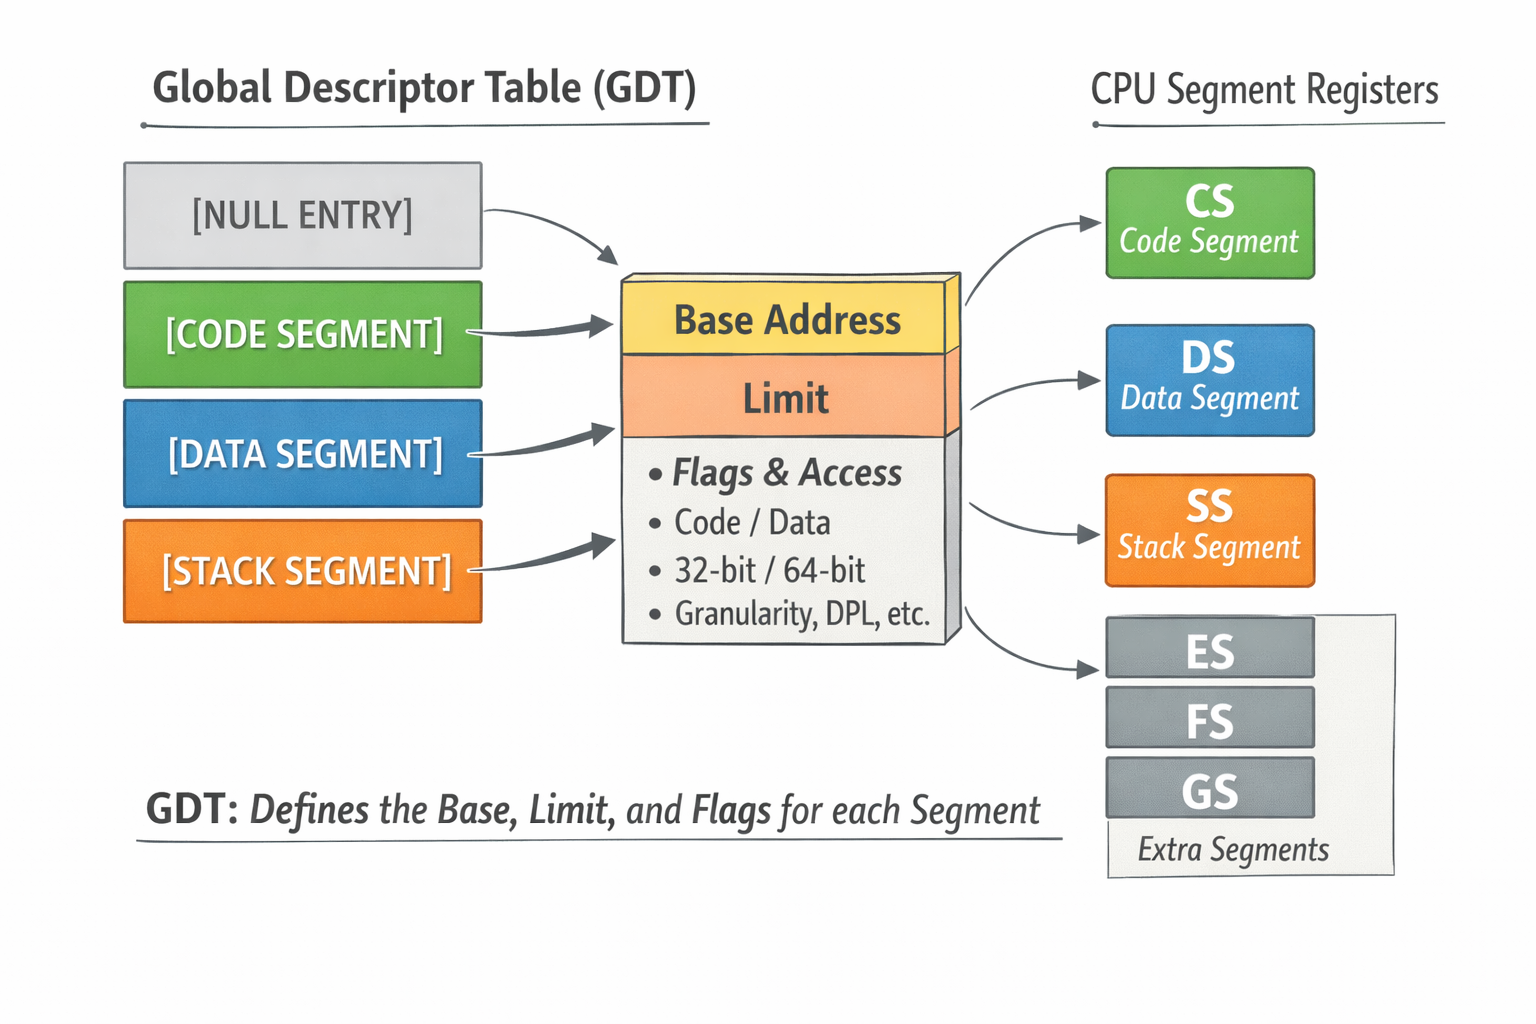 Global Descriptor Table (GDT)
[NULL ENTRY]
[CODE SEGMENT]
[DATA SEGMENT]
[STACK SEGMENT]
Base Address
Limit
• Flags & Access
• Code / Data
• 32-bit / 64-bit
• Granularity, DPL, etc.
CPU Segment Registers
CS
Code Segment
DS
Data Segment
SS
Stack Segment
ES
FS
GS
Extra Segments
GDT: Defines the Base, Limit, and Flags for each Segment